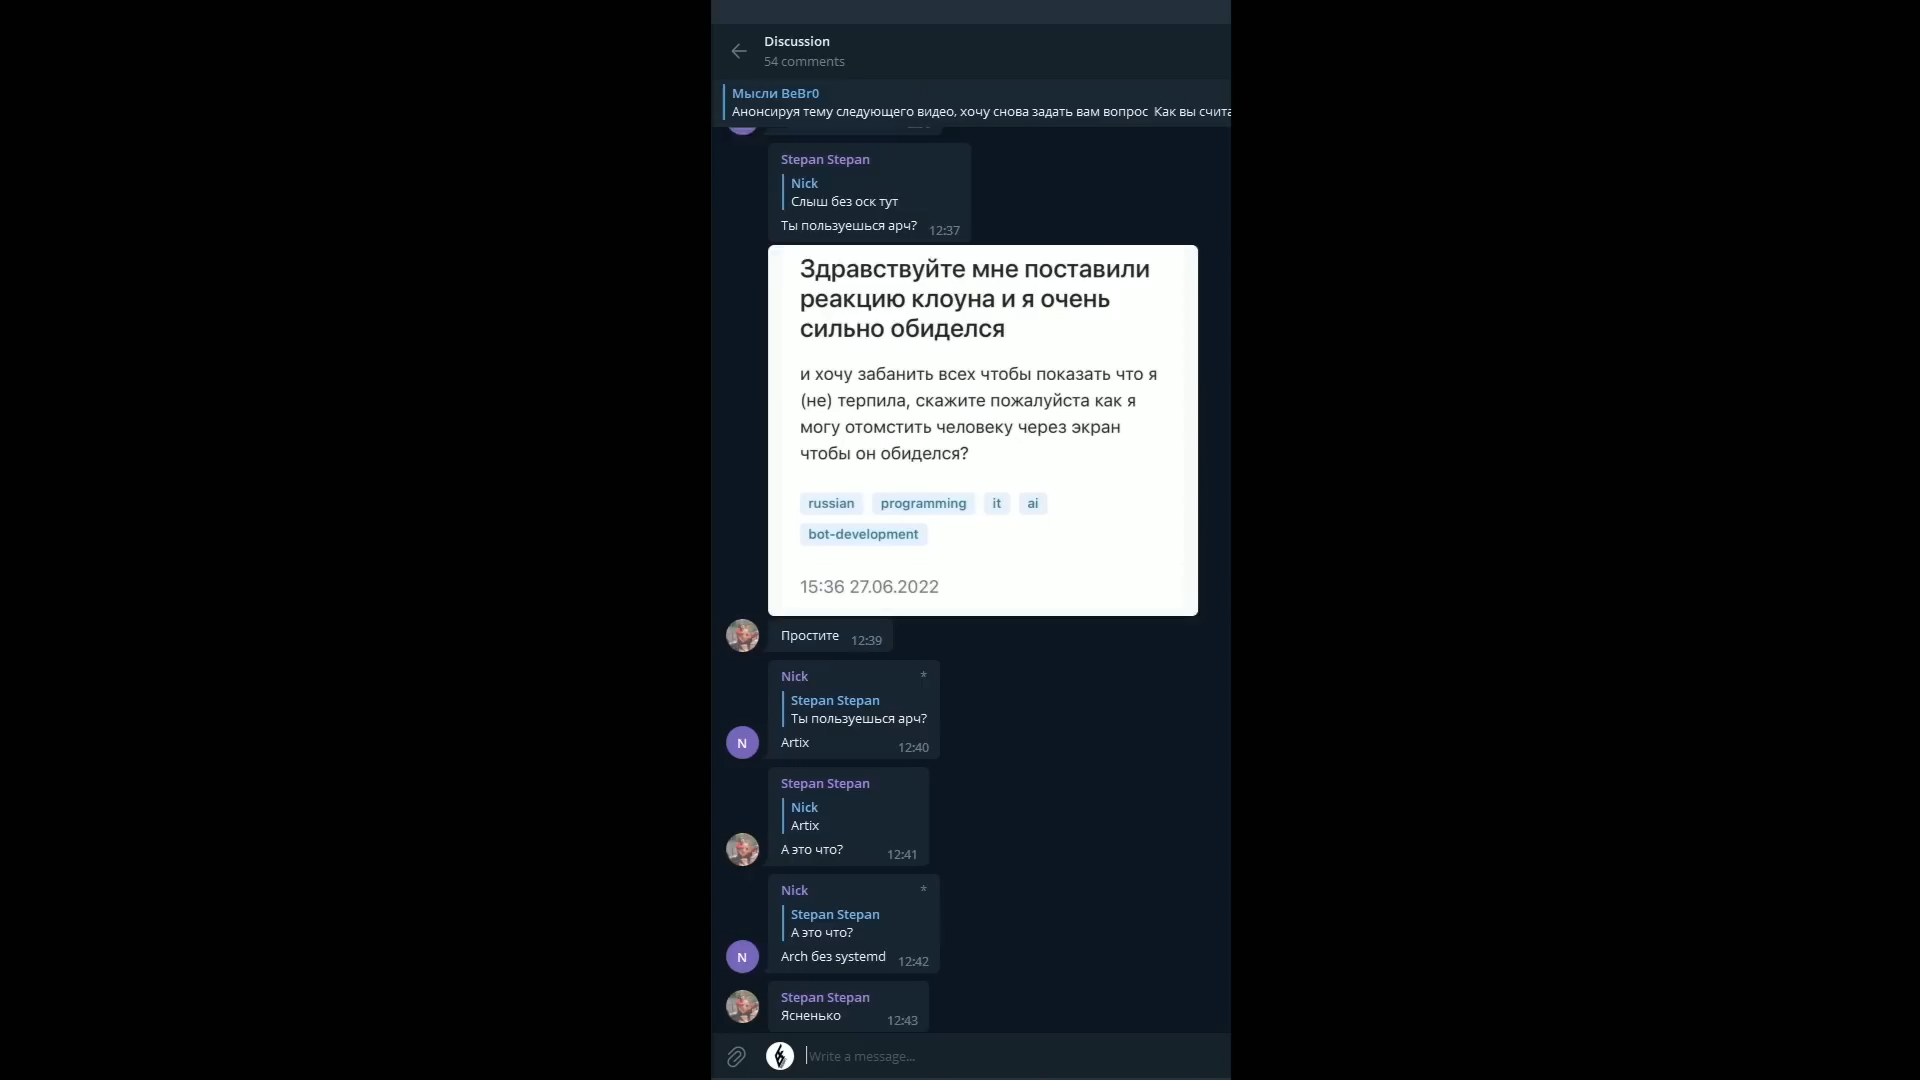 Discussion
54 comments
Мысли BeBr0
Анонсируя тему следующего видео, хочу снова задать вам вопрос Как вы счита
Stepan Stepan
Nick
Слыш без оск тут
Ты пользуешься арч?
12:37
Здравствуйте мне поставили
реакцию клоуна и я очень
сильно обиделся
и хочу забанить всех чтобы показать что я
(не) терпила, скажите пожалуйста как я
могу отомстить человеку через экран
чтобы он обиделся?
russian programming it ai
bot-development
15:36 27.06.2022
Простите 12:39
Nick *
Stepan Stepan
Ты пользуешься арч?
Artix 12:40
N
Stepan Stepan
Nick
Artix
А это что? 12:41
Nick *
Stepan Stepan
А это что?
Arch без systemd 12:42
N
Stepan Stepan
Ясненько 12:43
Write a message...